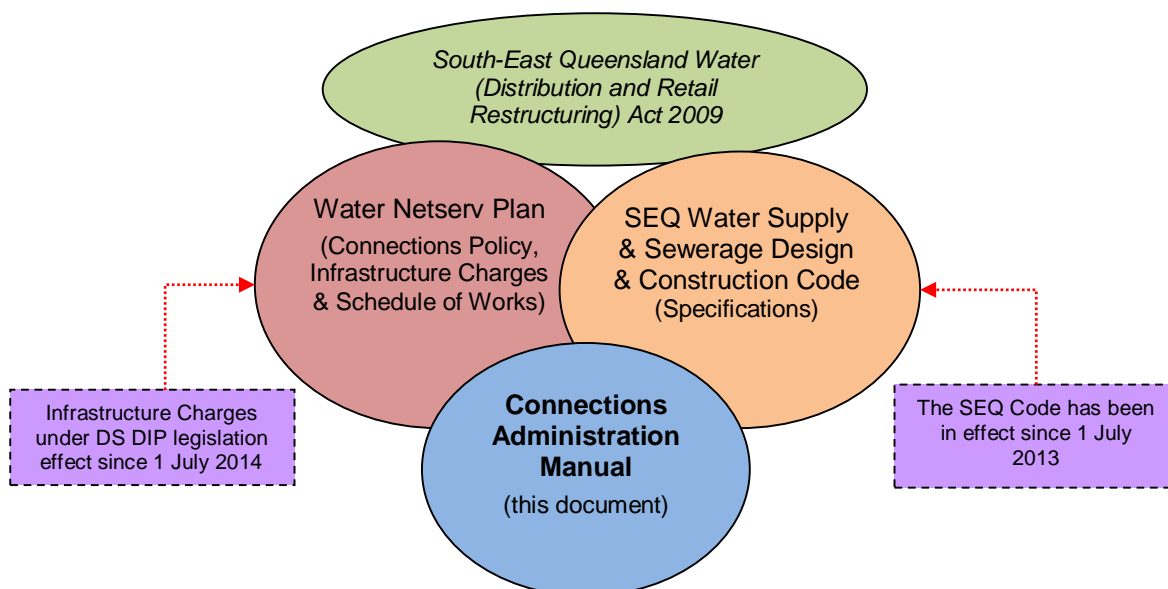 South-East Queensland Water
(Distribution and Retail
Restructuring) Act 2009
Water Netserv Plan
(Connections Policy,
Infrastructure Charges
& Schedule of Works)
SEQ Water Supply
& Sewerage Design
& Construction Code
(Specifications)
Infrastructure Charges
under DS DIP legislation
effect since 1 July 2014
Connections
Administration
Manual
(this document)
The SEQ Code has been
in effect since 1 July
2013